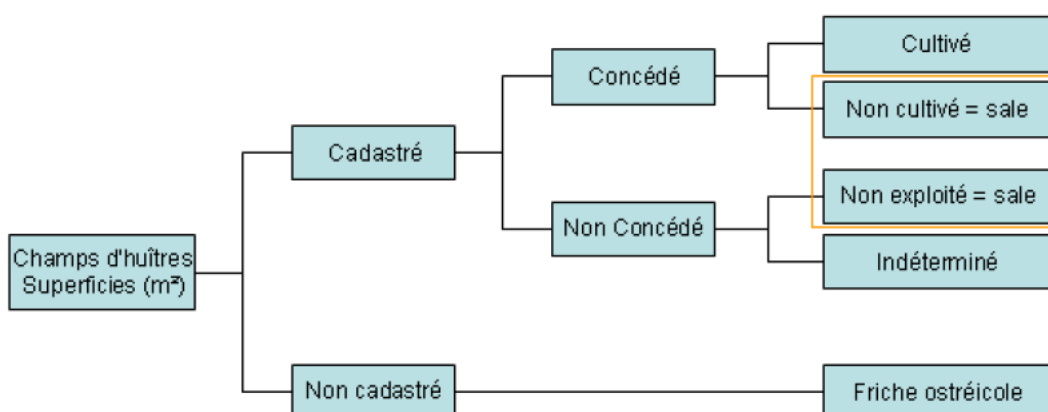 Cultivé
Concédé
Non cultivé = sale
Cadastré
Non exploité = sale
Non Concédé
Champs d'huîtres
Superficies (m²)
Indéterminé
Non cadastré
Friche ostréicole